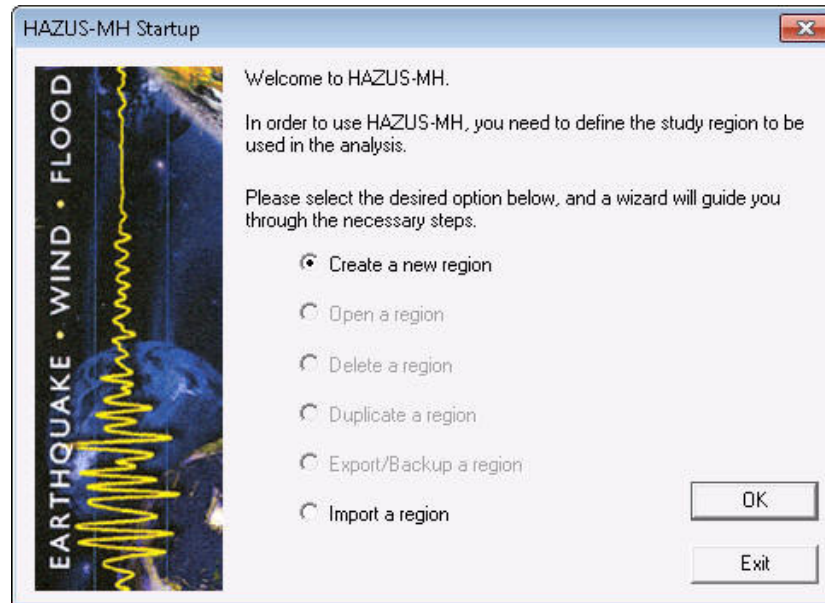 HAZUS-MH Startup
EARTHQUAKE • WIND • FLOOD
Welcome to HAZUS-MH.
In order to use HAZUS-MH, you need to define the study region to be
used in the analysis.
Please select the desired option below, and a wizard will guide you
through the necessary steps.
Create a new region
Open a region
Delete a region
Duplicate a region
Export/Backup a region
Import a region
OK
Exit